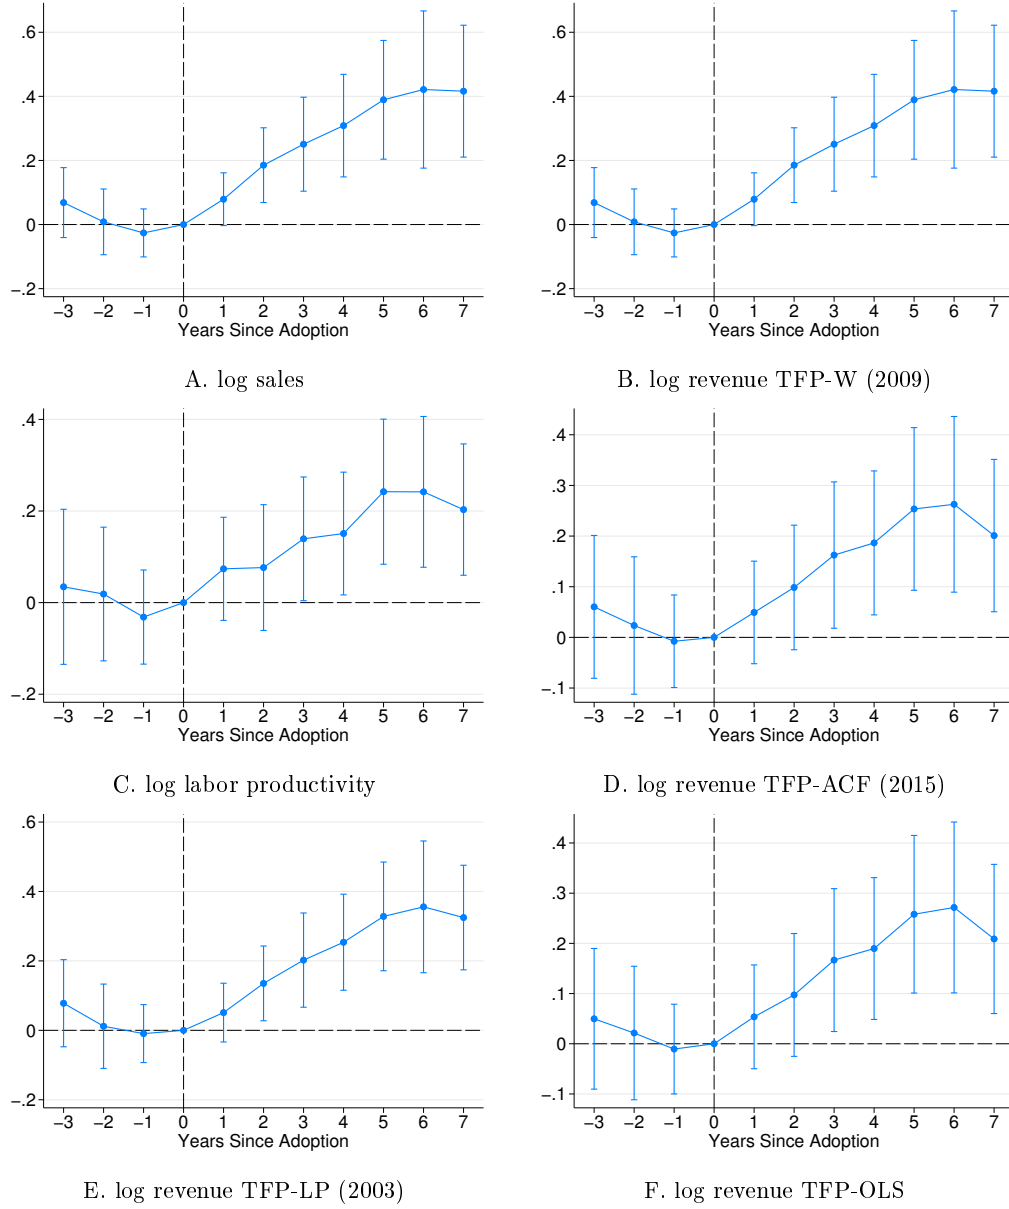 .6
.4
.2
0
−.2
−3 −2 −1 0 1 2 3 4 5 6 7
Years Since Adoption
A. log sales
.6
.4
.2
0
−.2
−3 −2 −1 0 1 2 3 4 5 6 7
Years Since Adoption
B. log revenue TFP-W (2009)
.4
.2
0
−.2
−3 −2 −1 0 1 2 3 4 5 6 7
Years Since Adoption
C. log labor productivity
.4
.3
.2
.1
0
−.1
−3 −2 −1 0 1 2 3 4 5 6 7
Years Since Adoption
D. log revenue TFP-ACF (2015)
.6
.4
.2
0
−.2
−3 −2 −1 0 1 2 3 4 5 6 7
Years Since Adoption
E. log revenue TFP-LP (2003)
.4
.3
.2
.1
0
−.1
−3 −2 −1 0 1 2 3 4 5 6 7
Years Since Adoption
F. log revenue TFP-OLS